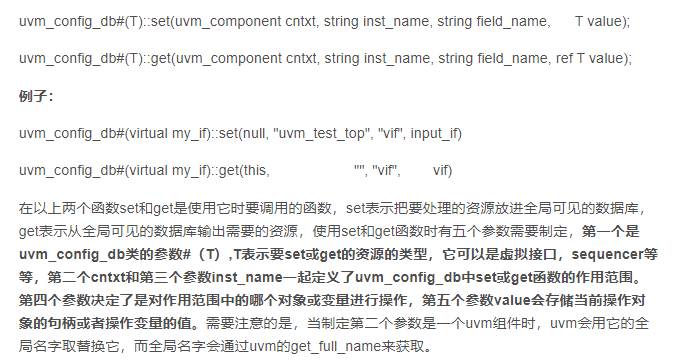 uvm_config_db#(T)::set(uvm_component cntxt, string inst_name, string field_name,      T value);
uvm_config_db#(T)::get(uvm_component cntxt, string inst_name, string field_name, ref T value);
例子：
uvm_config_db#(virtual my_if)::set(null, "uvm_test_top", "vif", input_if)
uvm_config_db#(virtual my_if)::get(this,                      "", "vif",        vif)
在以上两个函数set和get是使用它时要调用的函数，set表示把要处理的资源放进全局可见的数据库，
get表示从全局可见的数据库输出需要的资源，使用set和get函数时有五个参数需要制定，第一个是
uvm_config_db类的参数#（T）,T表示要set或get的资源的类型，它可以是虚拟接口，sequencer等
等，第二个cntxt和第三个参数inst_name一起定义了uvm_config_db中set或get函数的作用范围。
第四个参数决定了是对作用范围中的哪个对象或变量进行操作，第五个参数value会存储当前操作对
象的句柄或者操作变量的值。需要注意的是，当制定第二个参数是一个uvm组件时，uvm会用它的全
局名字取替换它，而全局名字会通过uvm的get_full_name来获取。